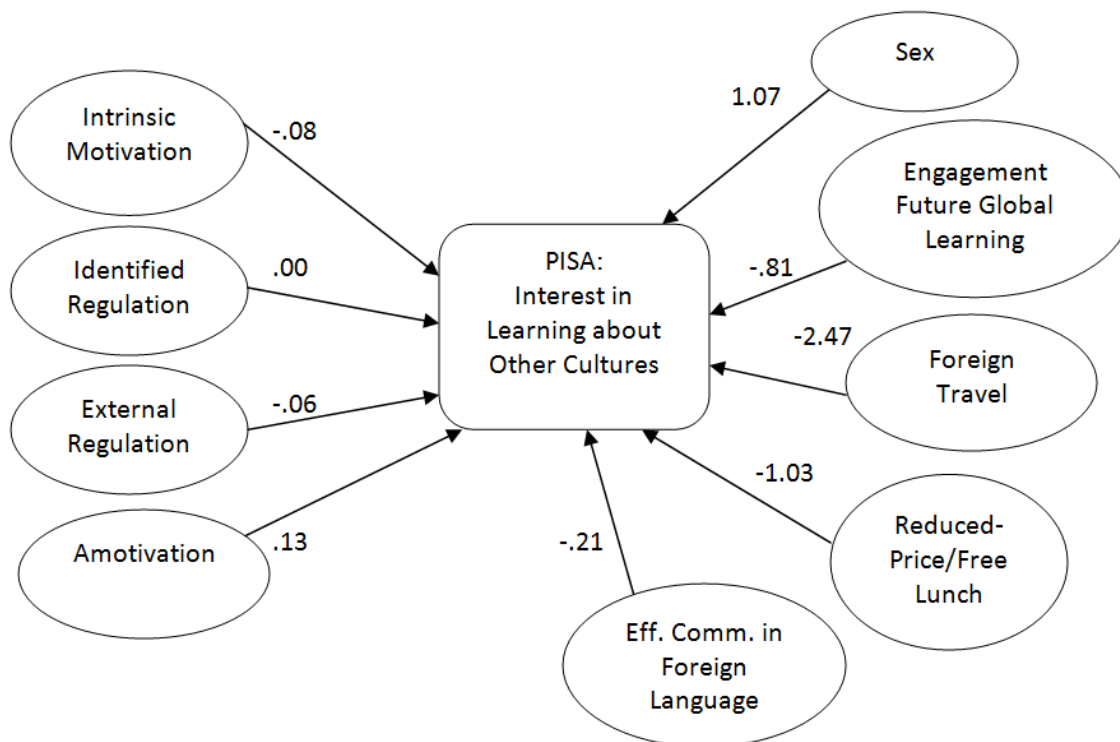 Intrinsic
Motivation
-.08
Identified
Regulation
.00
External
Regulation
-.06
Amotivation
.13
PISA:
Interest in
Learning about
Other Cultures
Sex
1.07
Engagement
Future Global
Learning
-.81
Foreign
Travel
-2.47
Reduced-
Price/Free
Lunch
-1.03
Eff. Comm. in
Foreign
Language
-.21